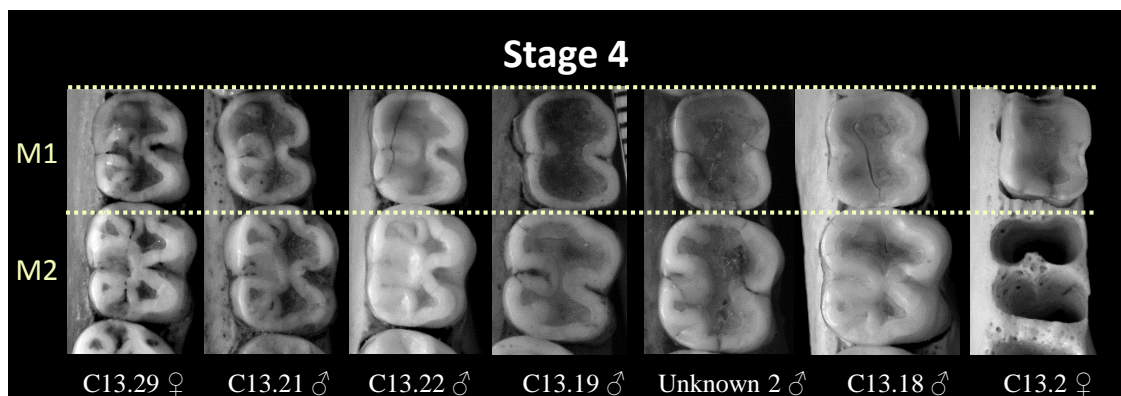 Stage 4
M1
M2
C13.29 ♀ C13.21 ♂ C13.22 ♂ C13.19 ♂ Unknown 2 ♂ C13.18 ♂ C13.2 ♀